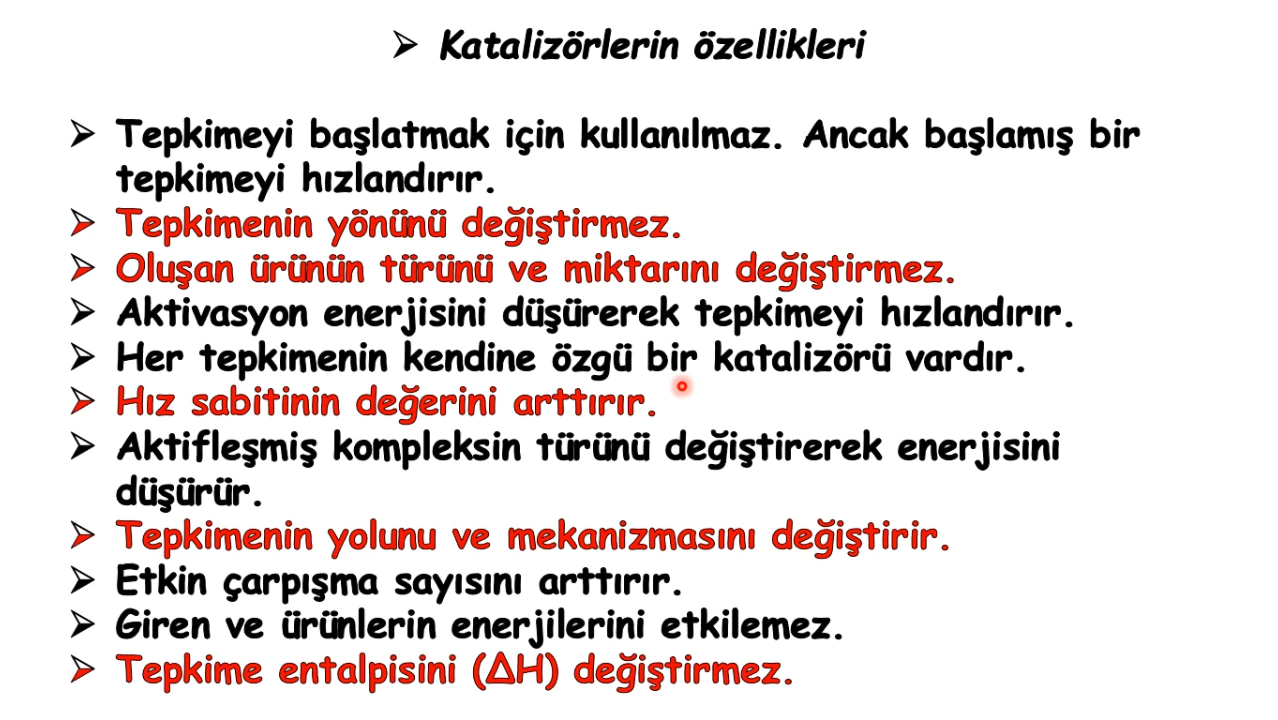 Katalizörlerin özellikleri
Tepkimeyi başlatmak için kullanılmaz. Ancak başlamış bir
tepkimeyi hızlandırır.
Tepkimenin yönünü değiştirmez.
Oluşan ürünün türünü ve miktarını değiştirmez.
Aktivasyon enerjisini düşürerek tepkimeyi hızlandırır.
Her tepkimenin kendine özgü bir katalizörü vardır.
Hız sabitinin değerini arttırır.
Aktifleşmiş kompleksin türünü değiştirerek enerjisini
düşürür.
Tepkimenin yolunu ve mekanizmasını değiştirir.
Etkin çarpışma sayısını arttırır.
Giren ve ürünlerin enerjilerini etkilemez.
Tepkime entalpisini (∆H) değiştirmez.